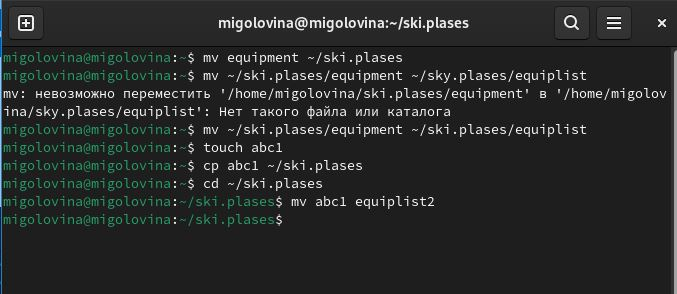 migolovina@migolovina:~/ski.plases
migolovina@migolovina:~$ mv equipment ~/ski.plases
migolovina@migolovina:~$ mv ~/ski.plases/equipment ~/sky.plases/equiplist
mv: невозможно переместить '/home/migolovina/ski.plases/equipment' в '/home/migolov
ina/sky.plases/equiplist': Нет такого файла или каталога
migolovina@migolovina:~$ mv ~/ski.plases/equipment ~/ski.plases/equiplist
migolovina@migolovina:~$ touch abc1
migolovina@migolovina:~$ cp abc1 ~/ski.plases
migolovina@migolovina:~$ cd ~/ski.plases
migolovina@migolovina:~/ski.plases$ mv abc1 equiplist2
migolovina@migolovina:~/ski.plases$